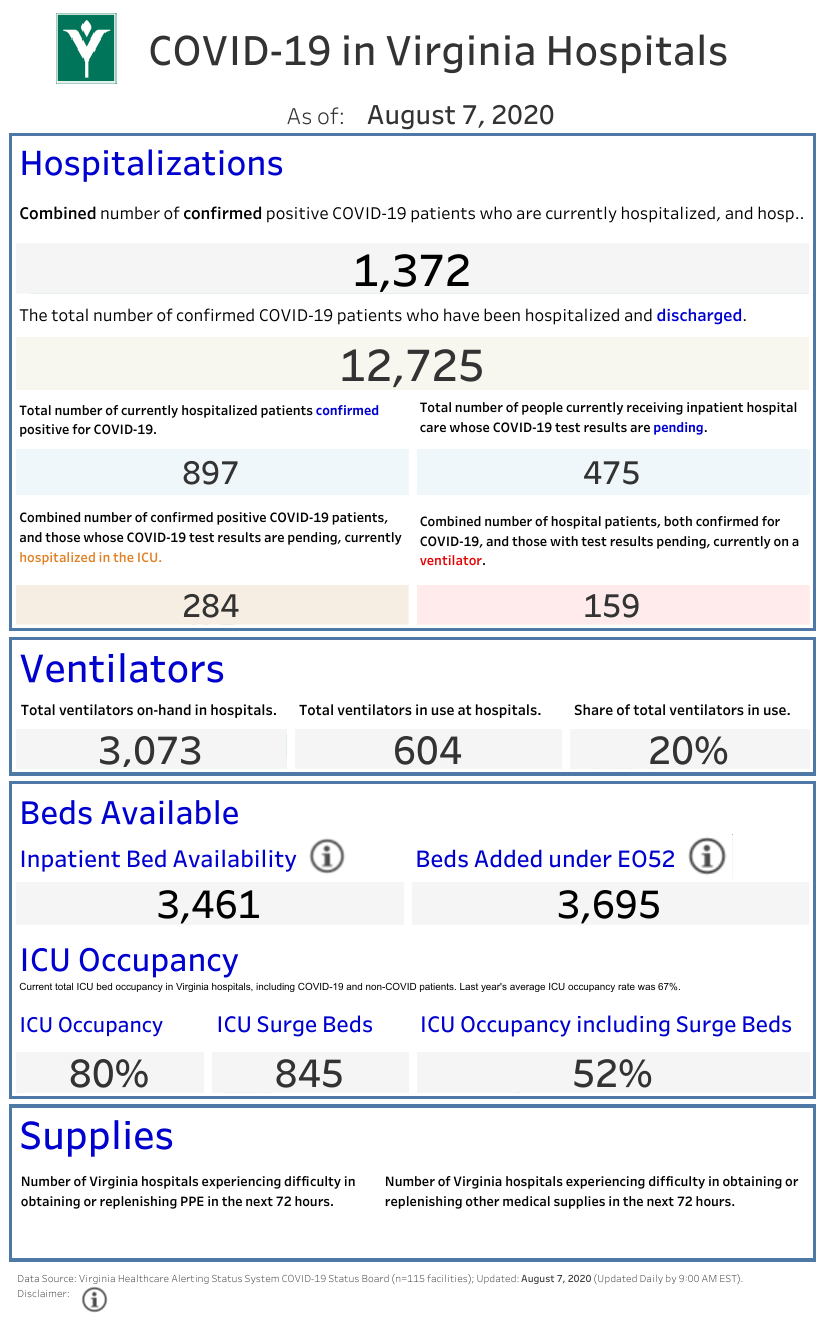 COVID-19 in Virginia Hospitals
As of: August 7, 2020
Hospitalizations
Combined number of confirmed positive COVID-19 patients who are currently hospitalized, and hosp..
1,372
The total number of confirmed COVID-19 patients who have been hospitalized and discharged.
12,725
Total number of currently hospitalized patients confirmed
positive for COVID-19.
Total number of people currently receiving inpatient hospital
care whose COVID-19 test results are pending.
897
475
Combined number of confirmed positive COVID-19 patients,
and those whose COVID-19 test results are pending, currently
hospitalized in the ICU.
Combined number of hospital patients, both confirmed for
COVID-19, and those with test results pending, currently on a
ventilator.
284
159
Ventilators
Total ventilators on-hand in hospitals.
Total ventilators in use at hospitals.
Share of total ventilators in use.
3,073
604
20%
Beds Available
Inpatient Bed Availability
Beds Added under EO52
3,461
3,695
ICU Occupancy
Current total ICU bed occupancy in Virginia hospitals, including COVID-19 and non-COVID patients. Last year's average ICU occupancy rate was 67%.
ICU Occupancy
ICU Surge Beds
ICU Occupancy including Surge Beds
80%
845
52%
Supplies
Number of Virginia hospitals experiencing difficulty in
obtaining or replenishing PPE in the next 72 hours.
Number of Virginia hospitals experiencing difficulty in obtaining or
replenishing other medical supplies in the next 72 hours.
Data Source: Virginia Healthcare Alerting Status System COVID-19 Status Board (n=115 facilities); Updated: August 7, 2020 (Updated Daily by 9:00 AM EST).
Disclaimer: